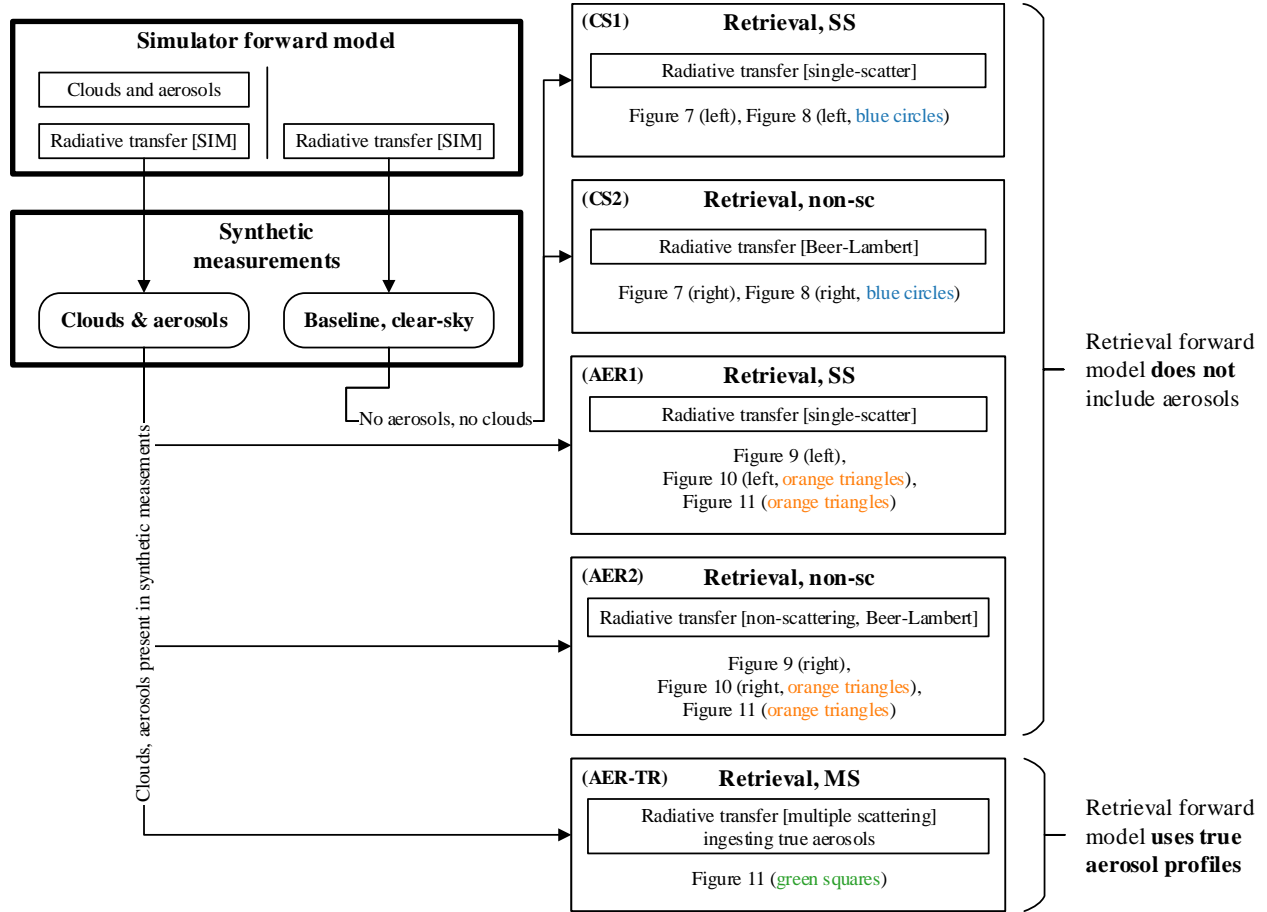 Simulator forward model
Clouds and aerosols
Radiative transfer [SIM]
Radiative transfer [SIM]
Synthetic
measurements
Clouds & aerosols
Baseline, clear-sky
No aerosols, no clouds
Clouds, aerosols present in synthetic measements
(CS1)
Retrieval, SS
Radiative transfer [single-scatter]
Figure 7 (left), Figure 8 (left, blue circles)
(CS2)
Retrieval, non-sc
Radiative transfer [Beer-Lambert]
Figure 7 (right), Figure 8 (right, blue circles)
(AER1)
Retrieval, SS
Radiative transfer [single-scatter]
Figure 9 (left),
Figure 10 (left, orange triangles),
Figure 11 (orange triangles)
(AER2)
Retrieval, non-sc
Radiative transfer [non-scattering, Beer-Lambert]
Figure 9 (right),
Figure 10 (right, orange triangles),
Figure 11 (orange triangles)
(AER-TR)
Retrieval, MS
Radiative transfer [multiple scattering]
ingesting true aerosols
Figure 11 (green squares)
Retrieval forward
model does not
include aerosols
Retrieval forward
model uses true
aerosol profiles